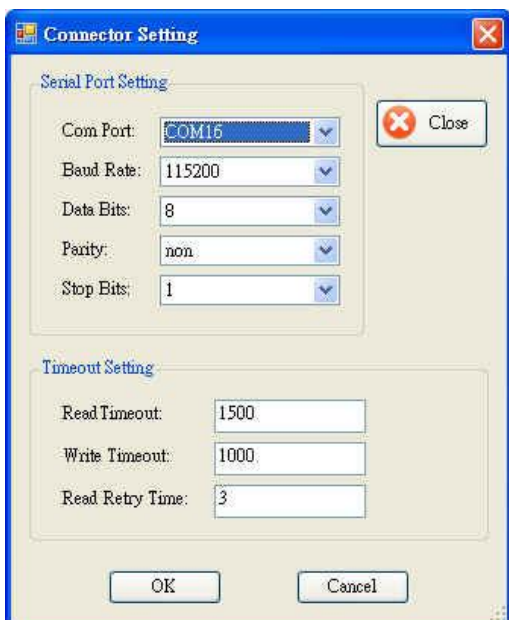 Connector Setting
Serial Port Setting
Com Port: COM16
Close
Baud Rate: 115200
Data Bits: 8
Parity: non
Stop Bits: 1
Timeout Setting
Read Timeout: 1500
Write Timeout: 1000
Read Retry Time: 3
OK Cancel